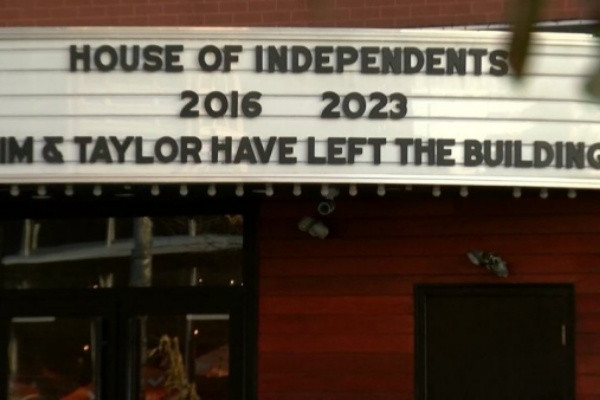 HOUSE OF INDEPENDENTS
2016 2023
IM & TAYLOR HAVE LEFT THE BUILDING